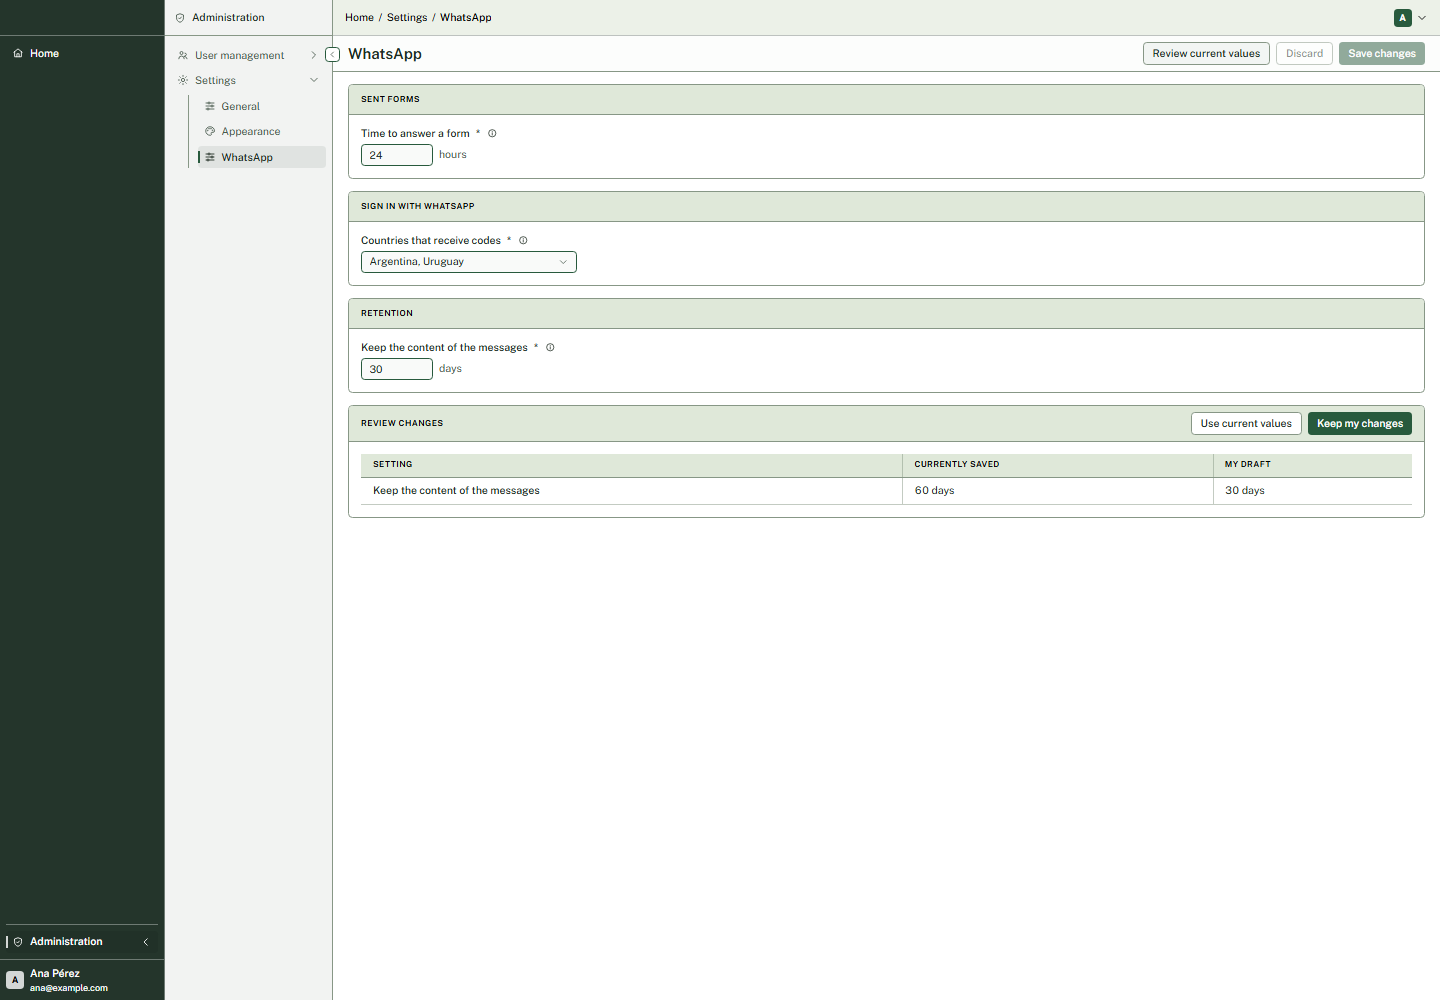 Administration
Home / Settings / WhatsApp
A
Home
User management
Settings
General
Appearance
WhatsApp
WhatsApp
Review current values
Discard
Save changes
SENT FORMS
Time to answer a form *
24 hours
SIGN IN WITH WHATSAPP
Countries that receive codes *
Argentina, Uruguay
RETENTION
Keep the content of the messages *
30 days
REVIEW CHANGES
Use current values
Keep my changes
SETTING CURRENTLY SAVED MY DRAFT
Keep the content of the messages 60 days 30 days
Administration
A
Ana Pérez
ana@example.com